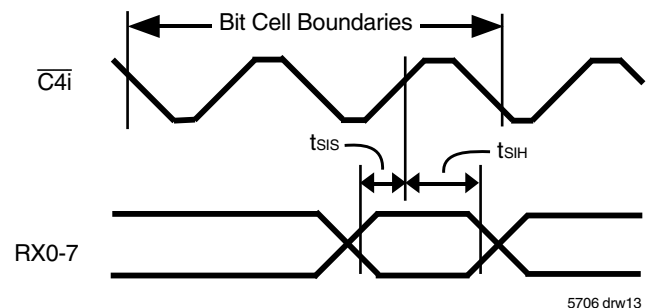 Bit Cell Boundaries
C4i
tSIS
tSIH
RX0-7
5706 drw13